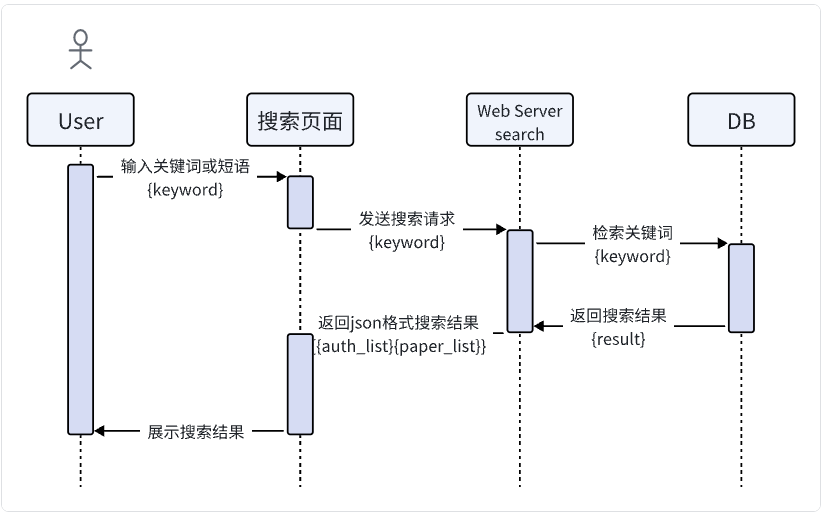 User
搜索页面
Web Server
search
DB
输入关键词或短语
{keyword}
发送搜索请求
{keyword}
检索关键词
{keyword}
返回搜索结果
{result}
返回json格式搜索结果
{{auth_list}{paper_list}}
展示搜索结果